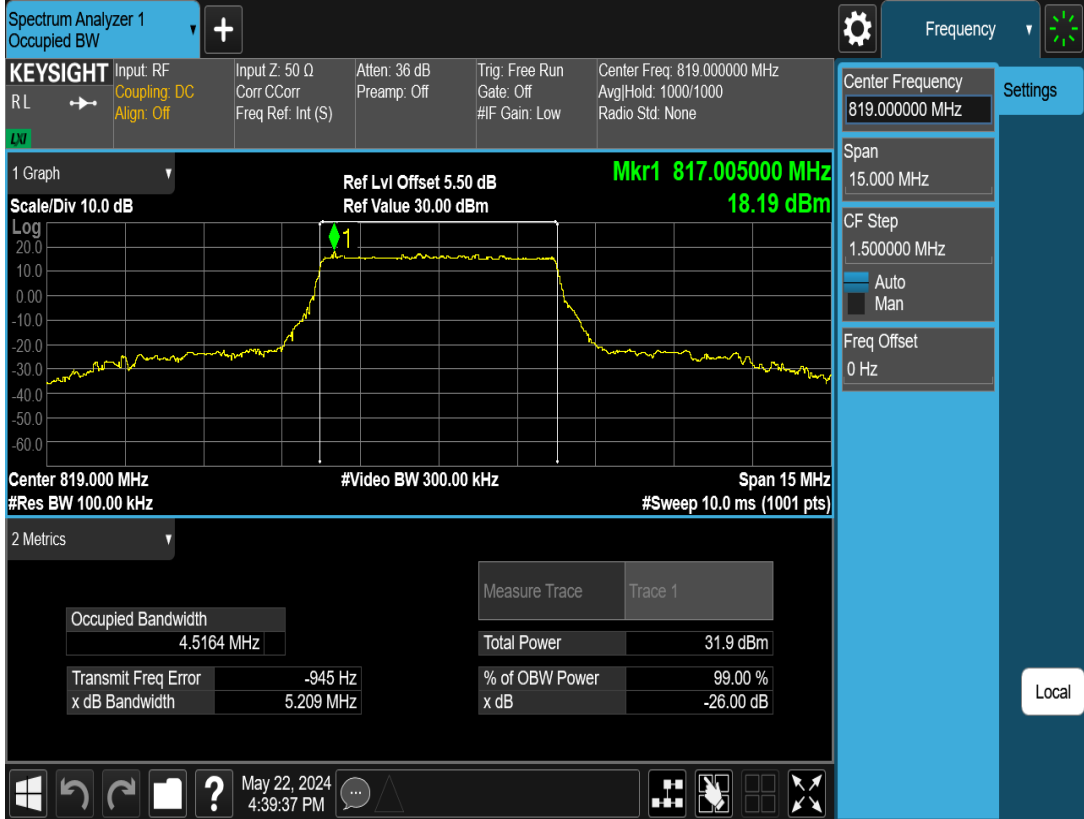 Spectrum Analyzer 1
Occupied BW
Frequency
KEYSIGHT
RL
LXI
Input: RF
Coupling: DC
Align: Off
Input Z: 50 Ω
Corr CCorr
Freq Ref: Int (S)
Atten: 36 dB
Preamp: Off
Trig: Free Run
Gate: Off
#IF Gain: Low
Center Freq: 819.000000 MHz
Avg|Hold: 1000/1000
Radio Std: None
Center Frequency
819.000000 MHz
Settings
Span
15.000 MHz
CF Step
1.500000 MHz
Auto
Man
Freq Offset
0 Hz
1 Graph
Scale/Div 10.0 dB
Ref Lvl Offset 5.50 dB
Ref Value 30.00 dBm
Mkr1 817.005000 MHz
18.19 dBm
Log
1
20.0
10.0
0.00
-10.0
-20.0
-30.0
-40.0
-50.0
-60.0
Center 819.000 MHz
#Res BW 100.00 kHz
#Video BW 300.00 kHz
Span 15 MHz
#Sweep 10.0 ms (1001 pts)
2 Metrics
Measure Trace Trace 1
Occupied Bandwidth
4.5164 MHz
Total Power 31.9 dBm
Transmit Freq Error -945 Hz
x dB Bandwidth 5.209 MHz
% of OBW Power 99.00 %
x dB -26.00 dB
Local
?
May 22, 2024
4:39:37 PM